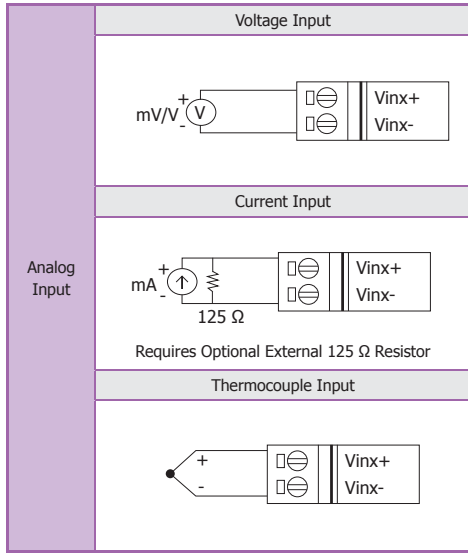 Analog
Input
Voltage Input
mV/V
+
-
V
Vinx+
Vinx-
Current Input
mA
+
-
125 Ω
Vinx+
Vinx-
Requires Optional External 125 Ω Resistor
Thermocouple Input
+
-
Vinx+
Vinx-